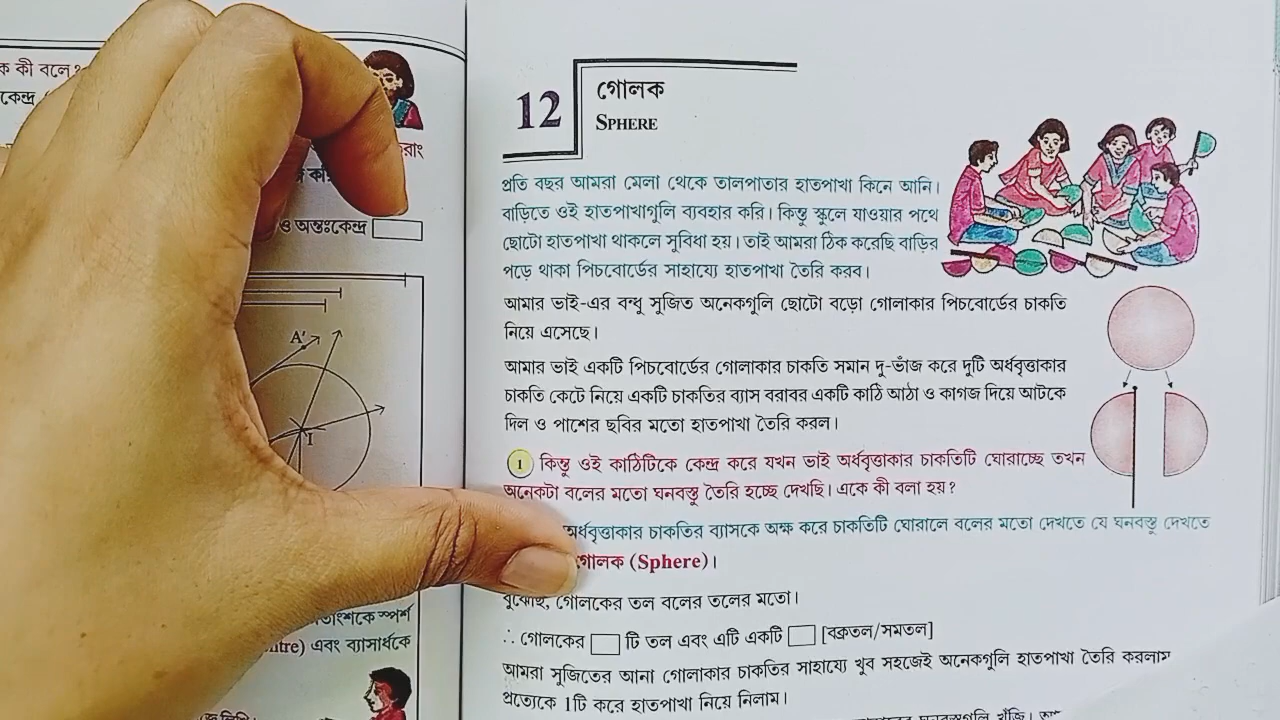 ক কী বলে?
কেন্দ্র
রাং
ও অন্তঃকেন্দ্র
A'
I
তাংশকে স্পর্শ
ntre) এবং ব্যাসার্ধকে
12
গোলক
SPHERE
প্রতি বছর আমরা মেলা থেকে তালপাতার হাতপাখা কিনে আনি।
বাড়িতে ওই হাতপাখাগুলি ব্যবহার করি। কিন্তু স্কুলে যাওয়ার পথে
ছোটো হাতপাখা থাকলে সুবিধা হয়। তাই আমরা ঠিক করেছি বাড়ির
পড়ে থাকা পিচবোর্ডের সাহায্যে হাতপাখা তৈরি করব।
আমার ভাই-এর বন্ধু সুজিত অনেকগুলি ছোটো বড়ো গোলাকার পিচবোর্ডের চাকতি
নিয়ে এসেছে।
আমার ভাই একটি পিচবোর্ডের গোলাকার চাকতি সমান দু-ভাঁজ করে দুটি অর্ধবৃত্তাকার
চাকতি কেটে নিয়ে একটি চাকতির ব্যাস বরাবর একটি কাঠি আঠা ও কাগজ দিয়ে আটকে
দিল ও পাশের ছবির মতো হাতপাখা তৈরি করল।
1 কিন্তু ওই কাঠিটিকে কেন্দ্র করে যখন ভাই অর্ধবৃত্তাকার চাকতিটি ঘোরাচ্ছে তখন
অনেকটা বলের মতো ঘনবস্তু তৈরি হচ্ছে দেখছি। একে কী বলা হয়?
অর্ধবৃত্তাকার চাকতির ব্যাসকে অক্ষ করে চাকতিটি ঘোরালে বলের মতো দেখতে যে ঘনবস্তু দেখতে
গোলক (Sphere)।
বুঝেছি, গোলকের তল বলের তলের মতো।
∴ গোলকের □ টি তল এবং এটি একটি □ [বক্রতল/সমতল]
আমরা সুজিতের আনা গোলাকার চাকতির সাহায্যে খুব সহজেই অনেকগুলি হাতপাখা তৈরি করলাম
প্রত্যেকে 1টি করে হাতপাখা নিয়ে নিলাম।